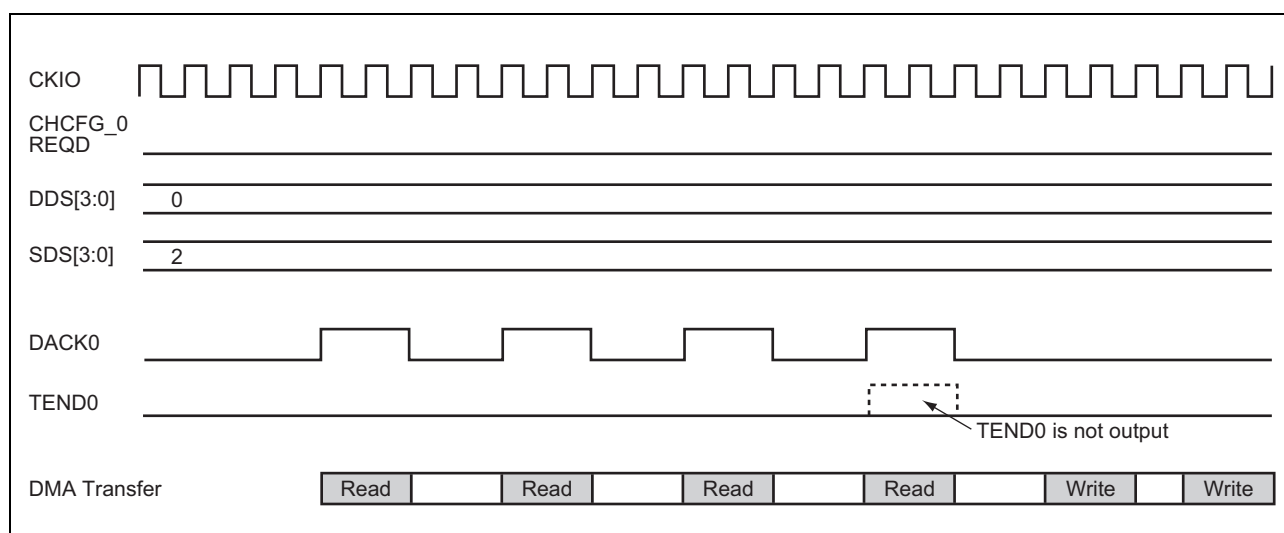 CKIO
CHCFG_0
REQD
DDS[3:0] 0
SDS[3:0] 2
DACK0
TEND0
TEND0 is not output
DMA Transfer Read Read Read Read Write Write